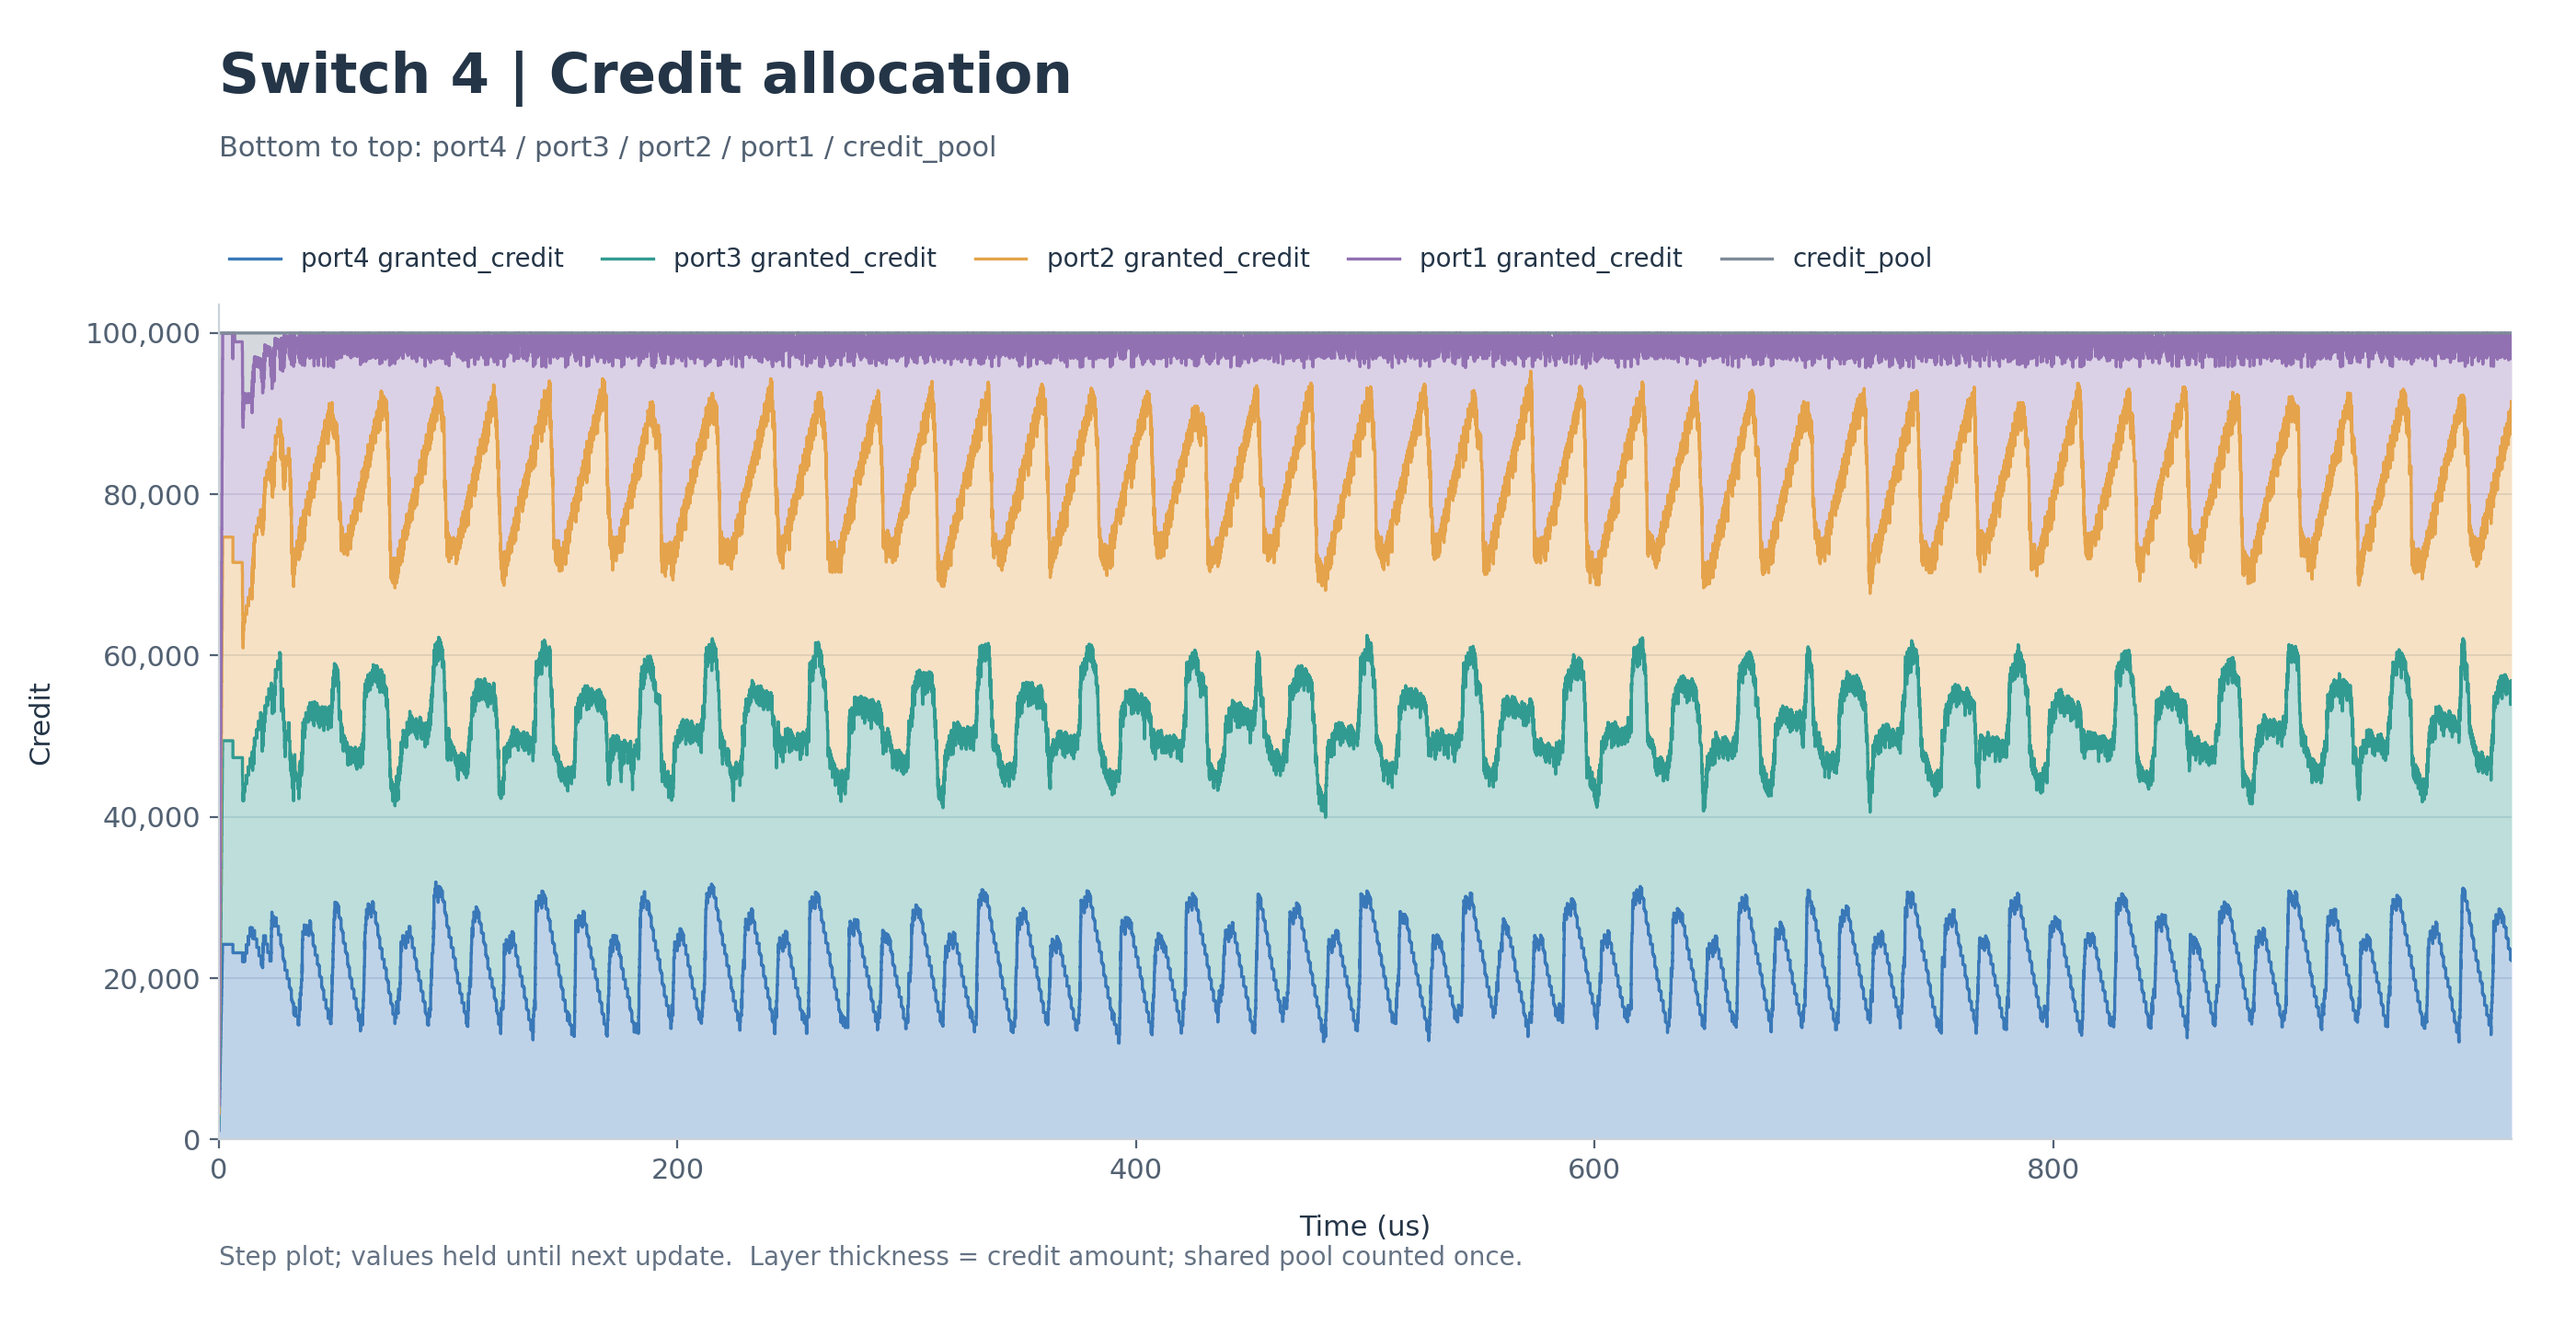 Switch 4 | Credit allocation
Bottom to top: port4 / port3 / port2 / port1 / credit_pool
port4 granted_credit port3 granted_credit port2 granted_credit port1 granted_credit credit_pool
100,000
80,000
60,000
40,000
20,000
0
Credit
0 200 400 600 800
Time (us)
Step plot; values held until next update.  Layer thickness = credit amount; shared pool counted once.